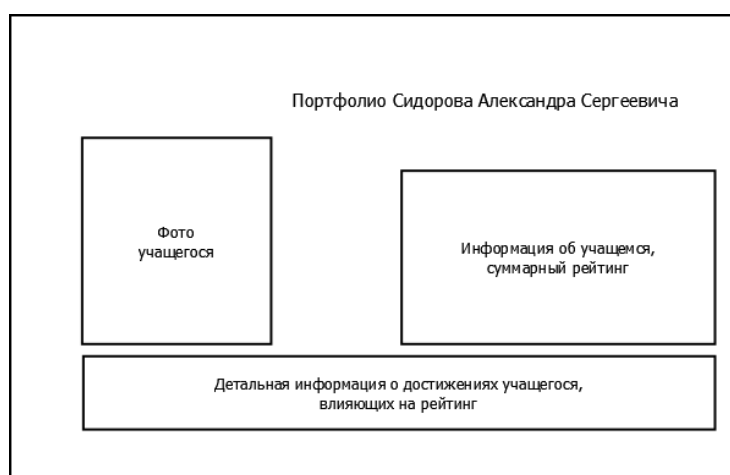 Портфолио Сидорова Александра Сергеевича
Фото
учащегося
Информация об учащемся,
суммарный рейтинг
Детальная информация о достижениях учащегося,
влияющих на рейтинг